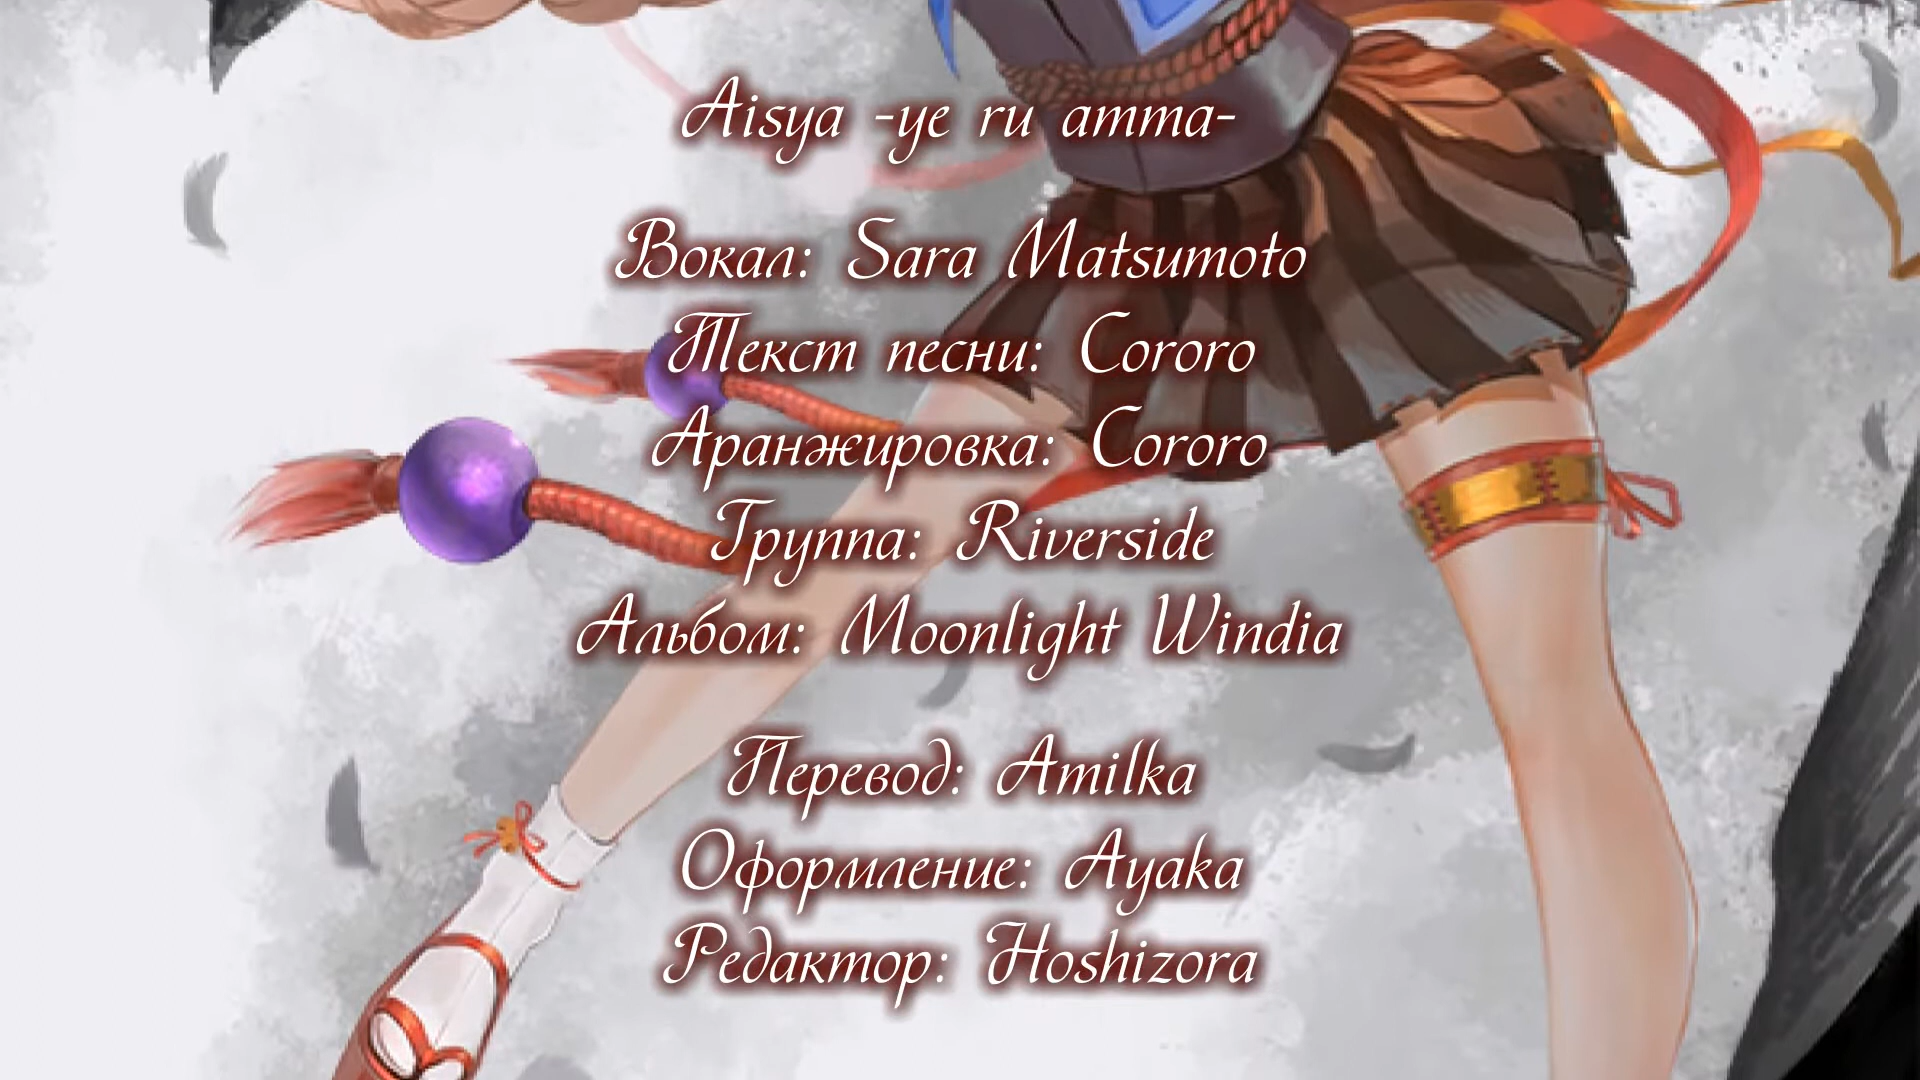 Aisya -ye ru amma-
Вокал: Sara Matsumoto
Текст песни: Cororo
Аранжировка: Cororo
Группа: Riverside
Альбом: Moonlight Windia
Перевод: Amilka
Оформление: Ayaka
Редактор: Hoshizora